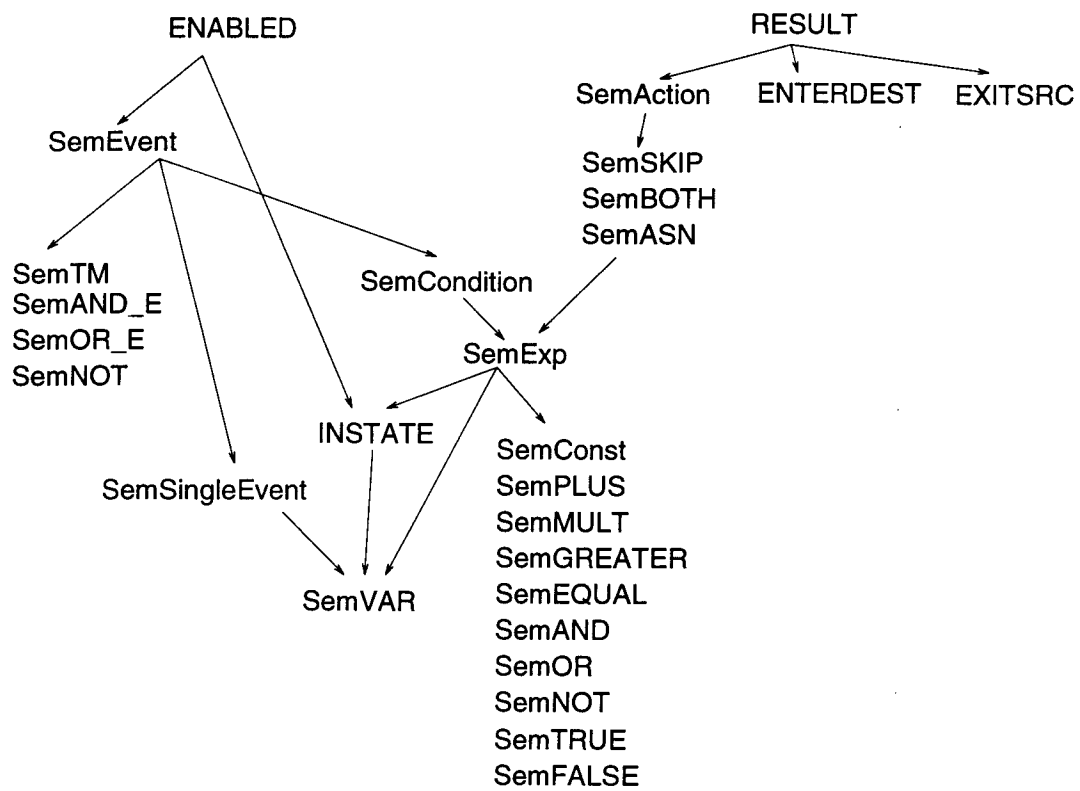 ENABLED
RESULT
SemAction
ENTERDEST
EXITSRC
SemEvent
SemSKIP
SemBOTH
SemASN
SemTM
SemAND_E
SemOR_E
SemNOT
SemCondition
SemExp
INSTATE
SemSingleEvent
SemVAR
SemConst
SemPLUS
SemMULT
SemGREATER
SemEQUAL
SemAND
SemOR
SemNOT
SemTRUE
SemFALSE